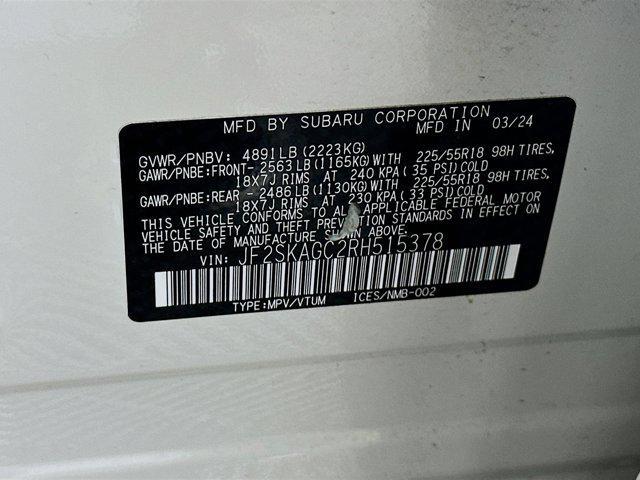 MFD BY SUBARU CORPORATION
MFD IN 03/24
GVWR/PNBV: 4891LB(2223KG)
GAWR/PNBE:FRONT- 2563LB(1165KG)WITH 225/55R18 98H TIRES,
18X7J RIMS AT 240 KPA(35 PSI)COLD
GAWR/PNBE:REAR - 2486LB(1130KG)WITH 225/55R18 98H TIRES,
18X7J RIMS AT 230 KPA(33 PSI)COLD
THIS VEHICLE CONFORMS TO ALL APPLICABLE FEDERAL MOTOR
VEHICLE SAFETY AND THEFT PREVENTION STANDARDS IN EFFECT ON
THE DATE OF MANUFACTURE SHOWN ABOVE.
VIN: JF2SKAGC2RH515378
TYPE:MPV/VTUM ICES/NMB-002